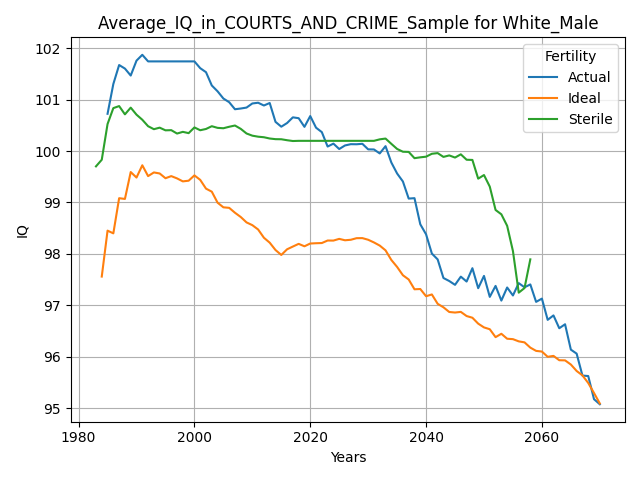 Average_IQ_in_COURTS_AND_CRIME_Sample for White_Male
Fertility
Actual
Ideal
Sterile
IQ
102
101
100
99
98
97
96
95
1980
2000
2020
2040
2060
Years